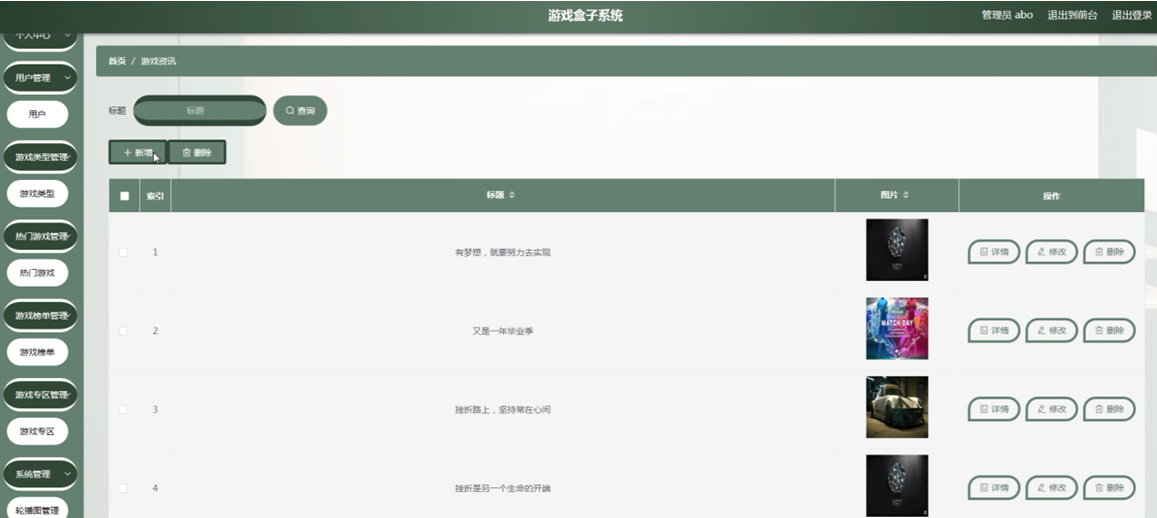 游戏盒子系统
管理员 abo 退出到前台 退出登录
个人中心
用户管理
用户
游戏类型管理
游戏类型
热门游戏管理
热门游戏
游戏榜单管理
游戏榜单
游戏专区管理
游戏专区
系统管理
轮播图管理
首页 / 游戏资讯
标题 标题 查询
新增 删除
索引 标题 图片 操作
1 有梦想，就要努力去实现 详情 修改 删除
2 又是一年毕业季 MATCH DAY 详情 修改 删除
3 挫折路上，坚持常在心间 详情 修改 删除
4 挫折是另一个生命的开端 详情 修改 删除